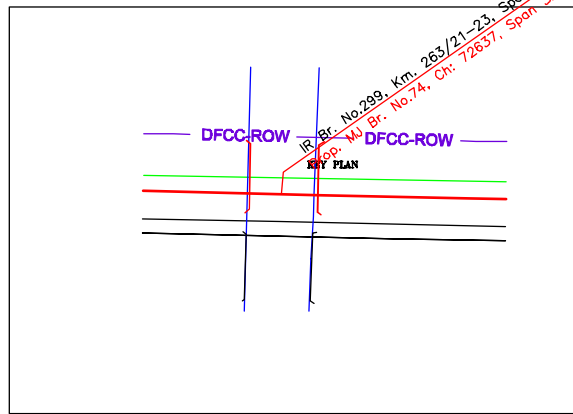 IR Br. No.299, Km. 263/21-23, Spa
Prop. MJ Br. No.74, Ch: 72637, Span
DFCC-ROW DFCC-ROW
KEY PLAN